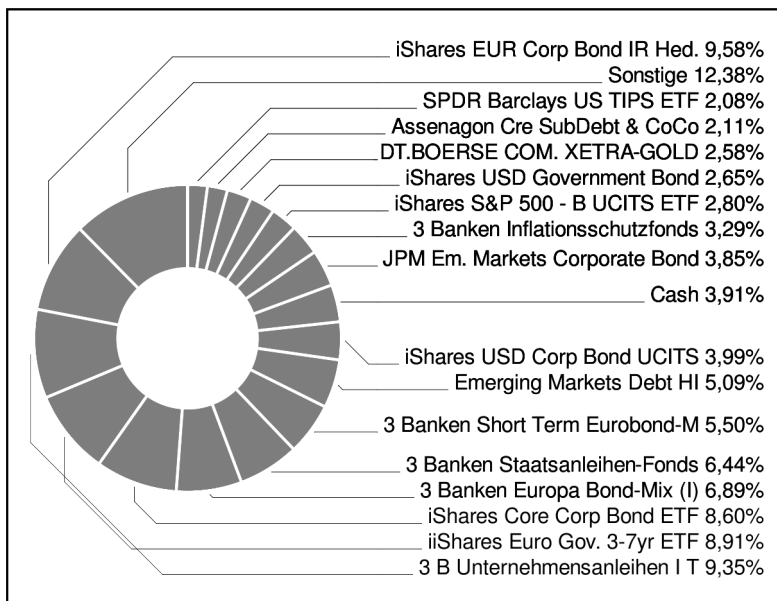 iShares EUR Corp Bond IR Hed. 9,58%
Sonstige 12,38%
SPDR Barclays US TIPS ETF 2,08%
Assenagon Cre SubDebt & CoCo 2,11%
DT.BOERSE COM. XETRA-GOLD 2,58%
iShares USD Government Bond 2,65%
iShares S&P 500 - B UCITS ETF 2,80%
3 Banken Inflationsschutzfonds 3,29%
JPM Em. Markets Corporate Bond 3,85%
Cash 3,91%
iShares USD Corp Bond UCITS 3,99%
Emerging Markets Debt HI 5,09%
3 Banken Short Term Eurobond-M 5,50%
3 Banken Staatsanleihen-Fonds 6,44%
3 Banken Europa Bond-Mix (I) 6,89%
iShares Core Corp Bond ETF 8,60%
iiShares Euro Gov. 3-7yr ETF 8,91%
3 B Unternehmensanleihen I T 9,35%